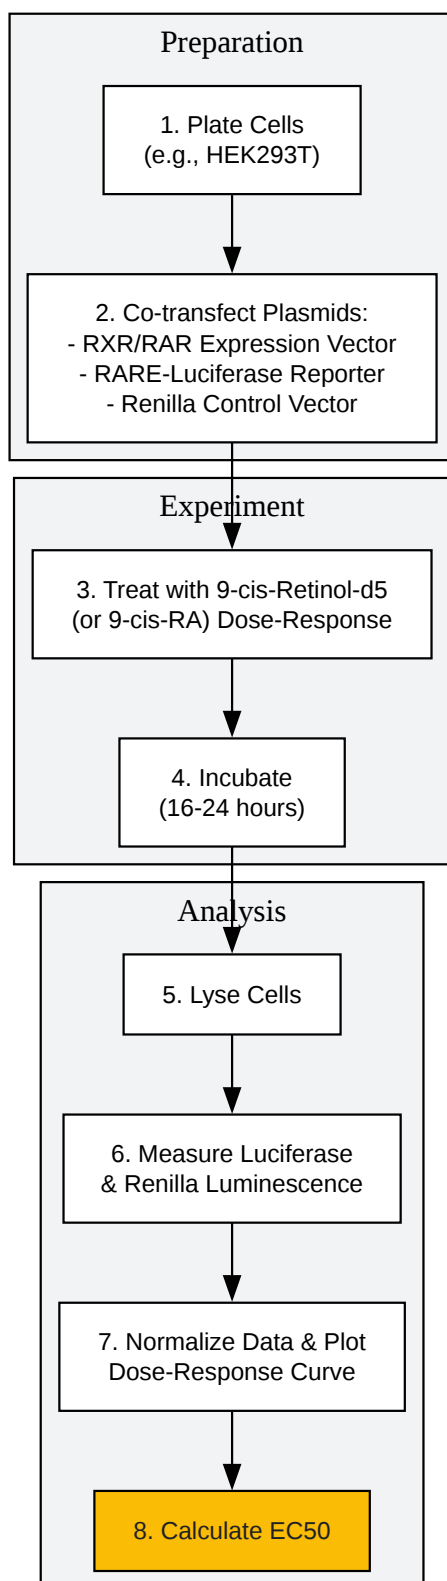 Preparation
1. Plate Cells
(e.g., HEK293T)
2. Co-transfect Plasmids:
- RXR/RAR Expression Vector
- RARE-Luciferase Reporter
- Renilla Control Vector
Experiment
3. Treat with 9-cis-Retinol-d5
(or 9-cis-RA) Dose-Response
4. Incubate
(16-24 hours)
Analysis
5. Lyse Cells
6. Measure Luciferase
& Renilla Luminescence
7. Normalize Data & Plot
Dose-Response Curve
8. Calculate EC50